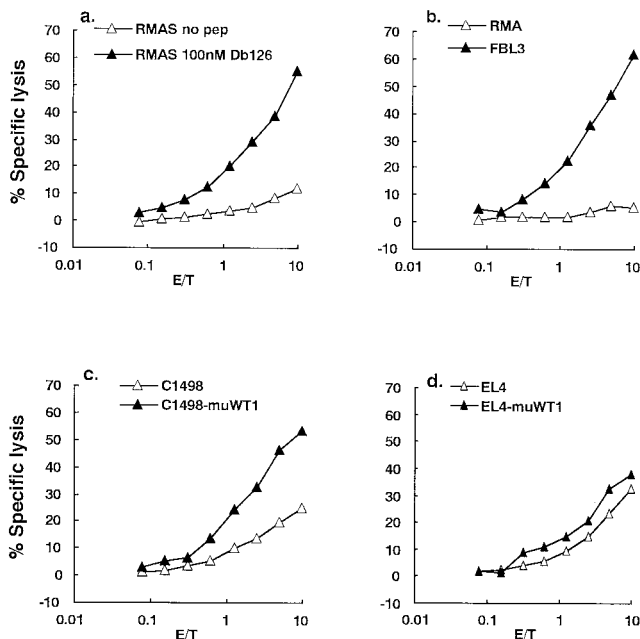 a.
RMAS no pep
RMAS 100nM Db126
% Specific lysis
70
60
50
40
30
20
10
0
-10
0.01
0.1
1
10
E/T
b.
RMA
FBL3
70
60
50
40
30
20
10
0
-10
0.01
0.1
1
10
E/T
c.
C1498
C1498-muWT1
% Specific lysis
70
60
50
40
30
20
10
0
-10
0.01
0.1
1
10
E/T
d.
EL4
EL4-muWT1
70
60
50
40
30
20
10
0
-10
0.01
0.1
1
10
E/T